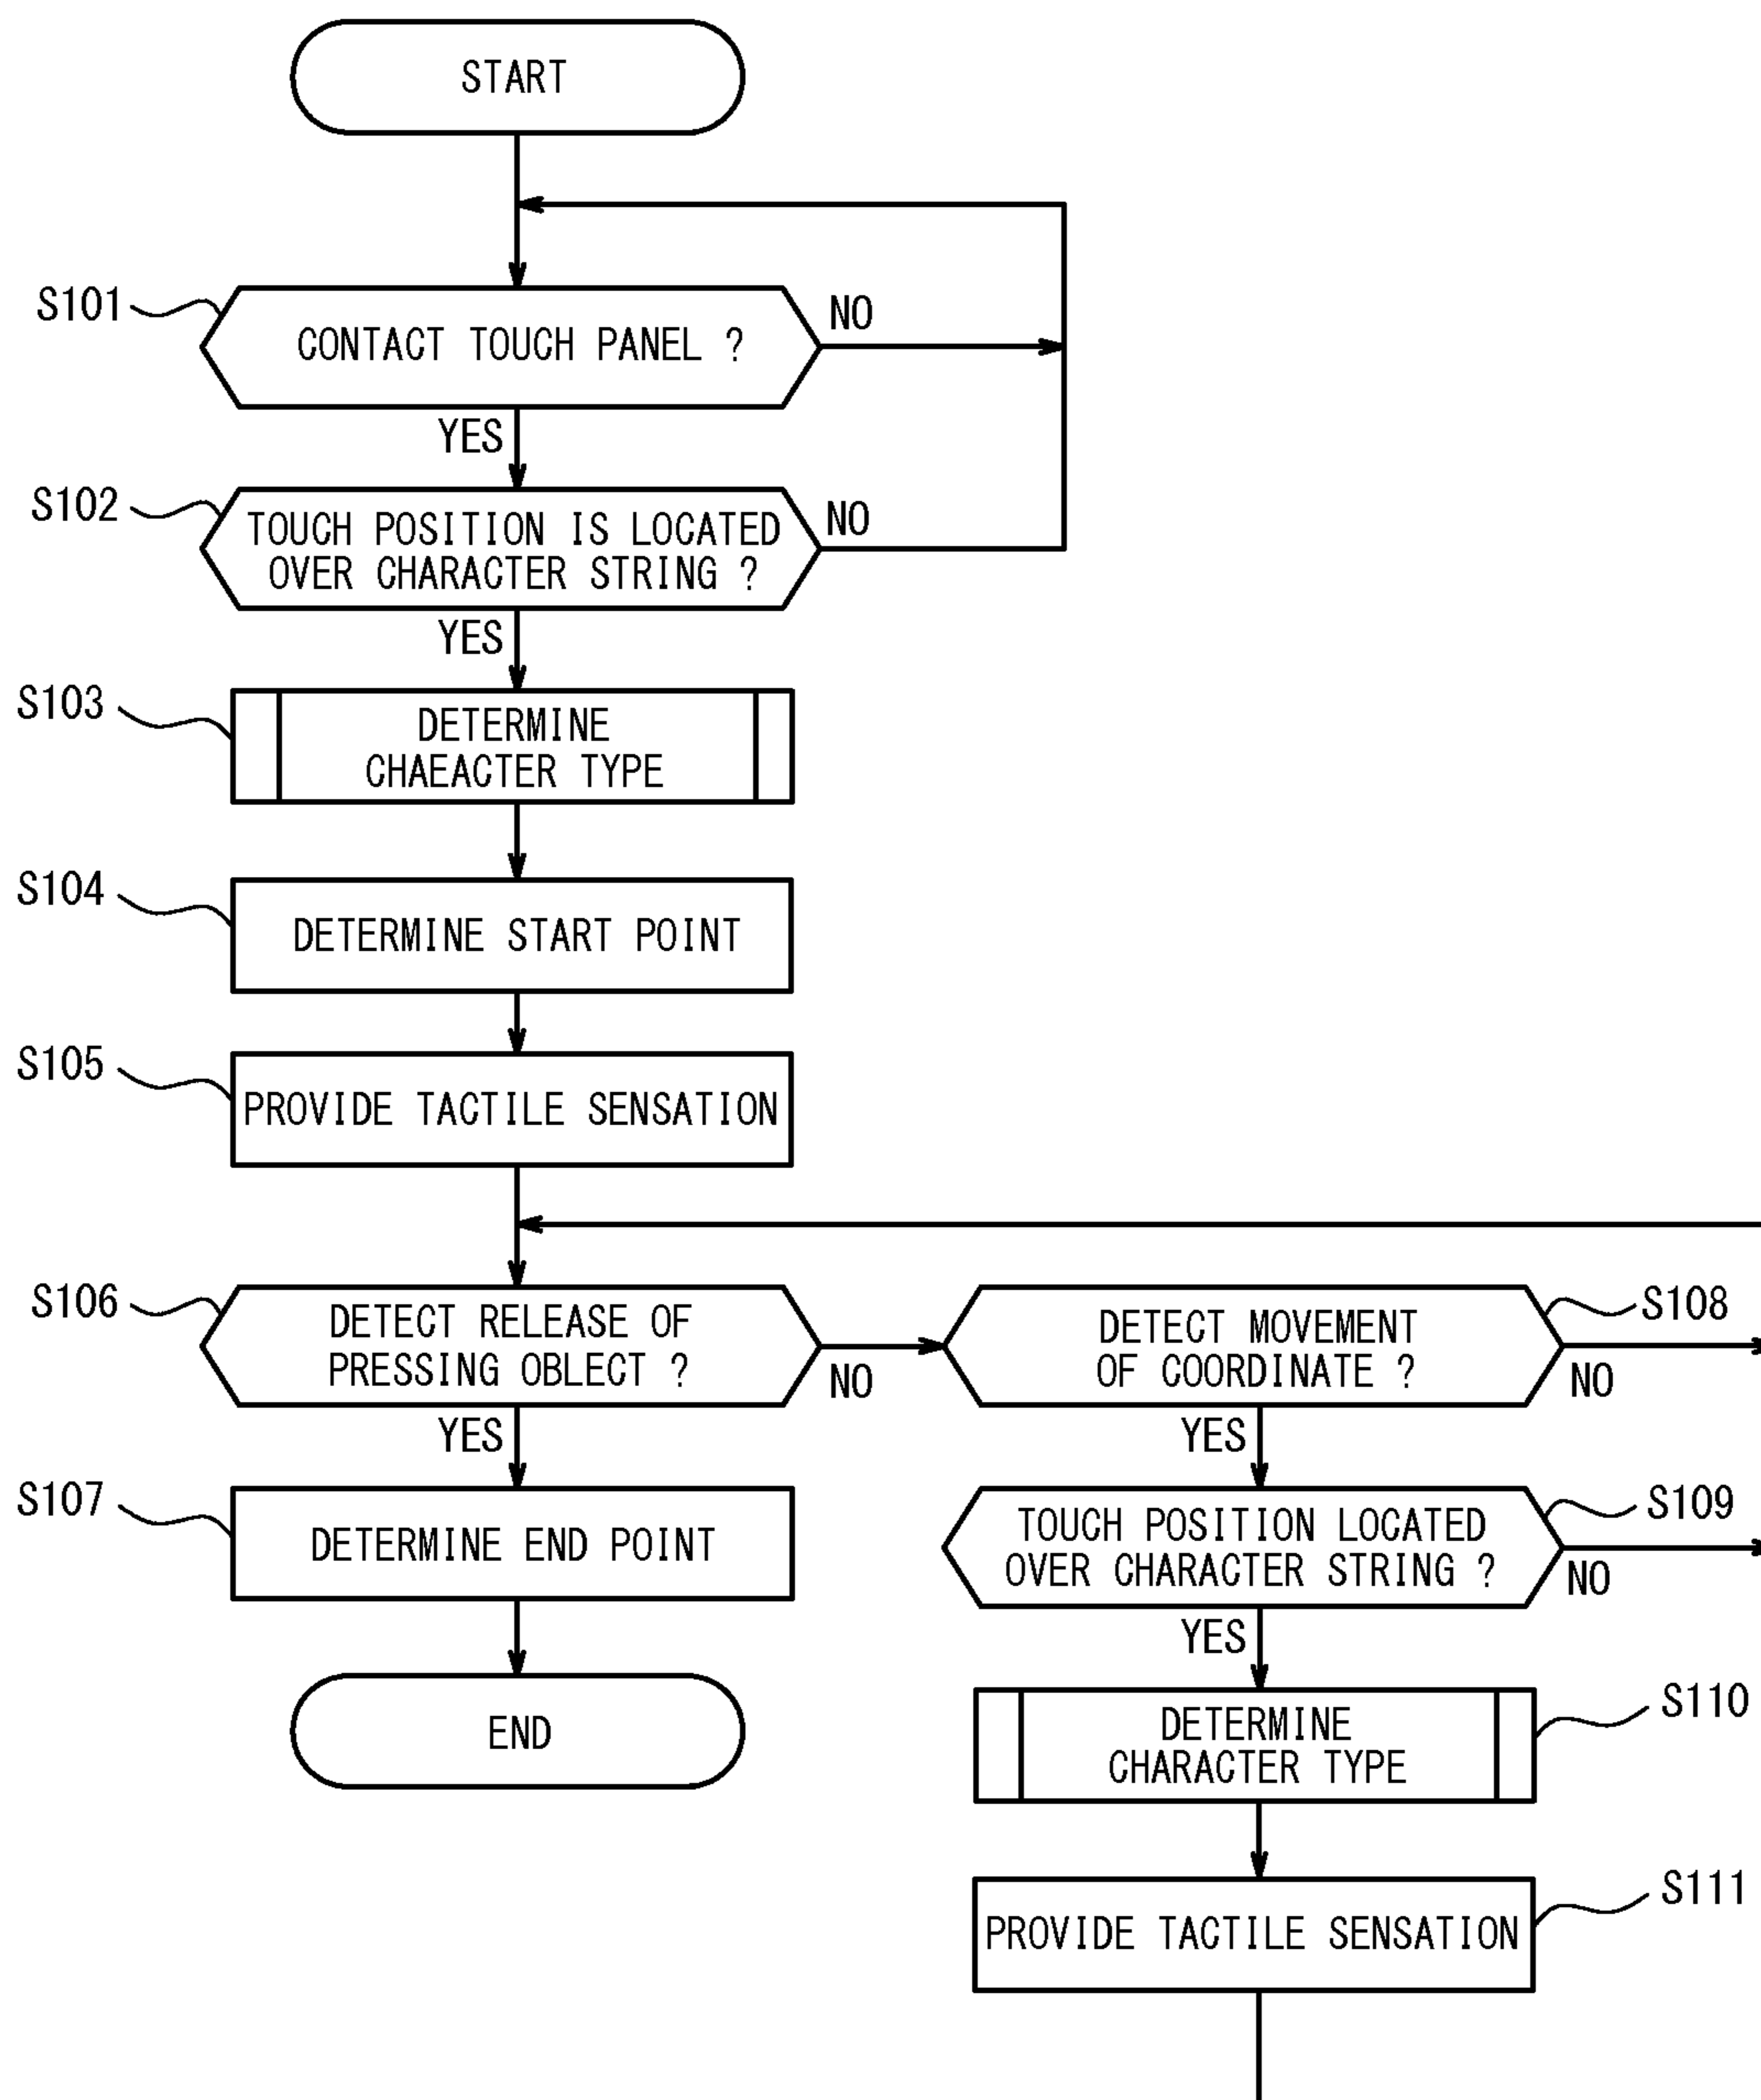 START
S101
CONTACT TOUCH PANEL ?
NO
YES
S102
TOUCH POSITION IS LOCATED
OVER CHARACTER STRING ?
NO
YES
S103
DETERMINE
CHAEACTER TYPE
S104
DETERMINE START POINT
S105
PROVIDE TACTILE SENSATION
S106
DETECT RELEASE OF
PRESSING OBLECT ?
NO
YES
S107
DETERMINE END POINT
END
S108
DETECT MOVEMENT
OF COORDINATE ?
NO
YES
S109
TOUCH POSITION LOCATED
OVER CHARACTER STRING ?
NO
YES
S110
DETERMINE
CHARACTER TYPE
S111
PROVIDE TACTILE SENSATION